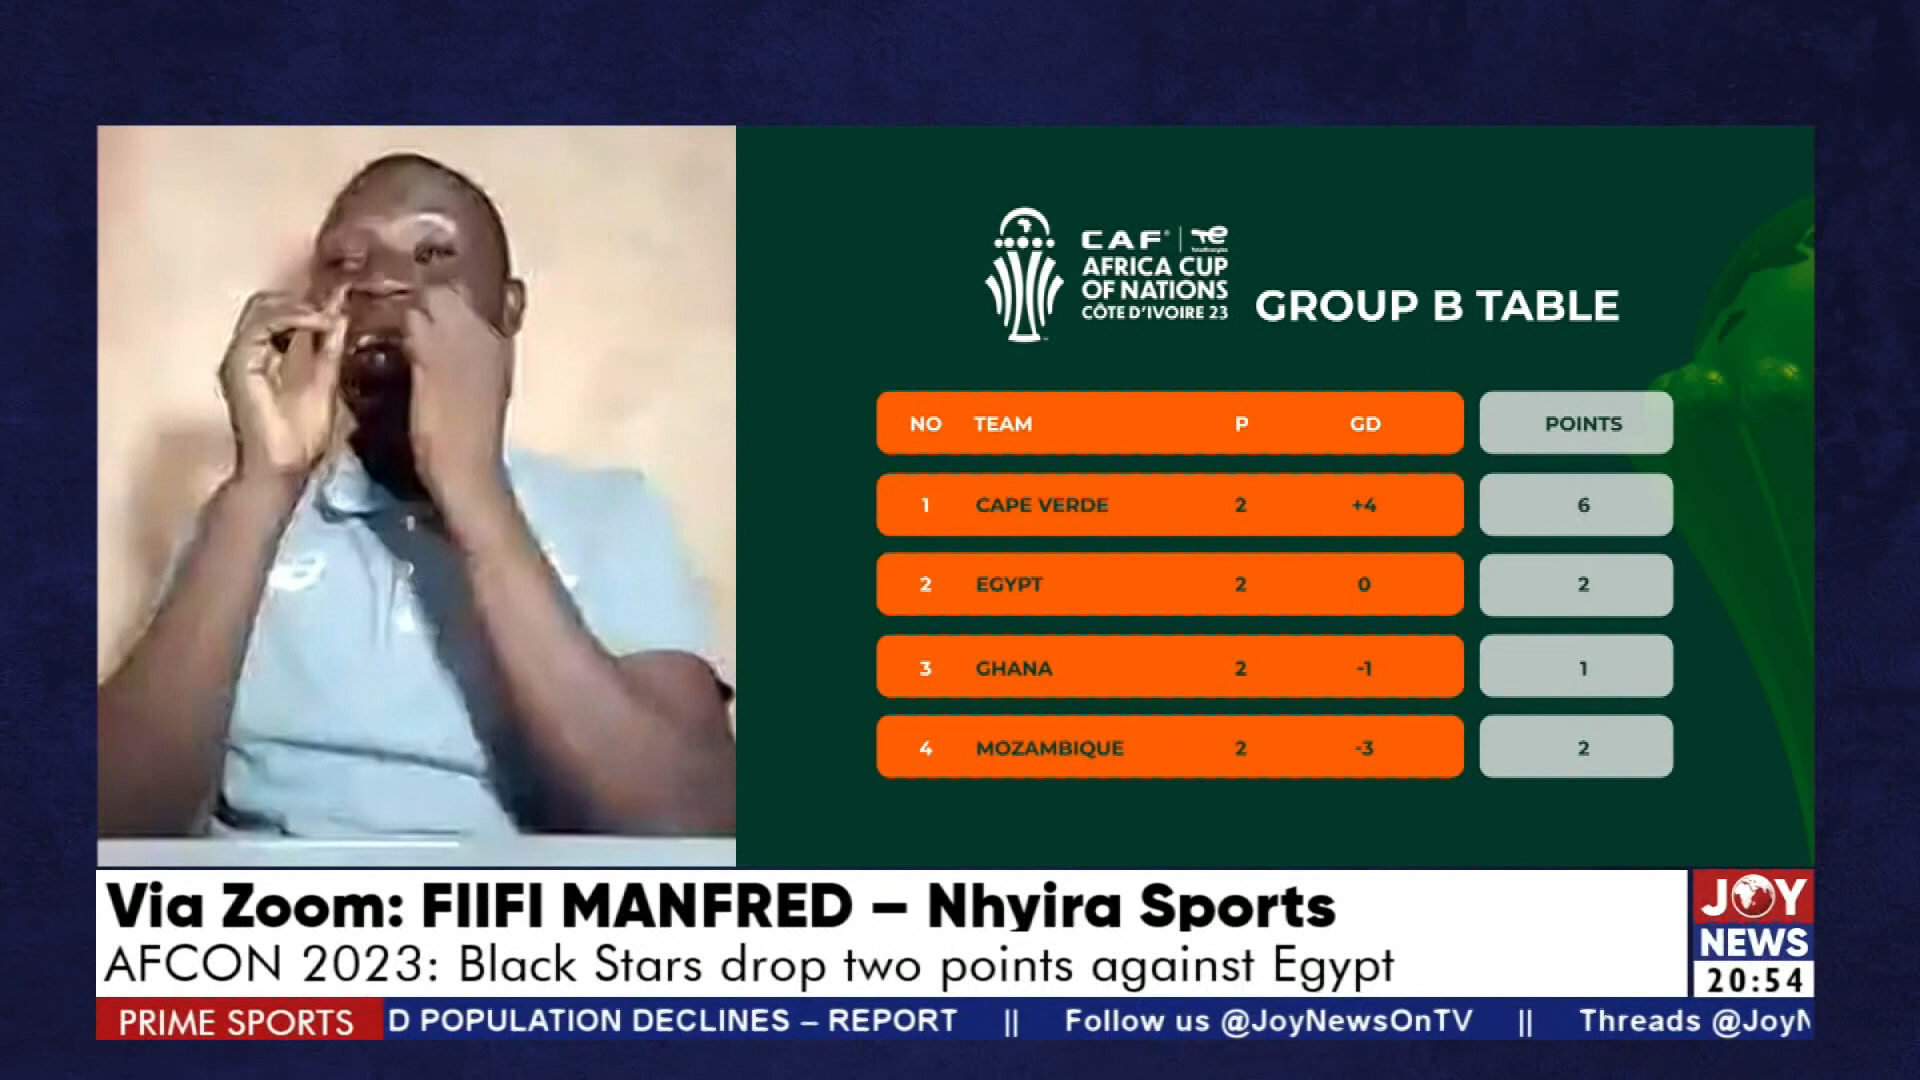 CAF
TotalEnergies
AFRICA CUP
OF NATIONS
CÔTE D'IVOIRE 23
GROUP B TABLE
NO TEAM P GD POINTS
1 CAPE VERDE 2 +4 6
2 EGYPT 2 0 2
3 GHANA 2 -1 1
4 MOZAMBIQUE 2 -3 2
Via Zoom: FIIFI MANFRED – Nhyira Sports
AFCON 2023: Black Stars drop two points against Egypt
JOY
NEWS
20:54
PRIME SPORTS D POPULATION DECLINES – REPORT || Follow us @JoyNewsOnTV || Threads @JoyN